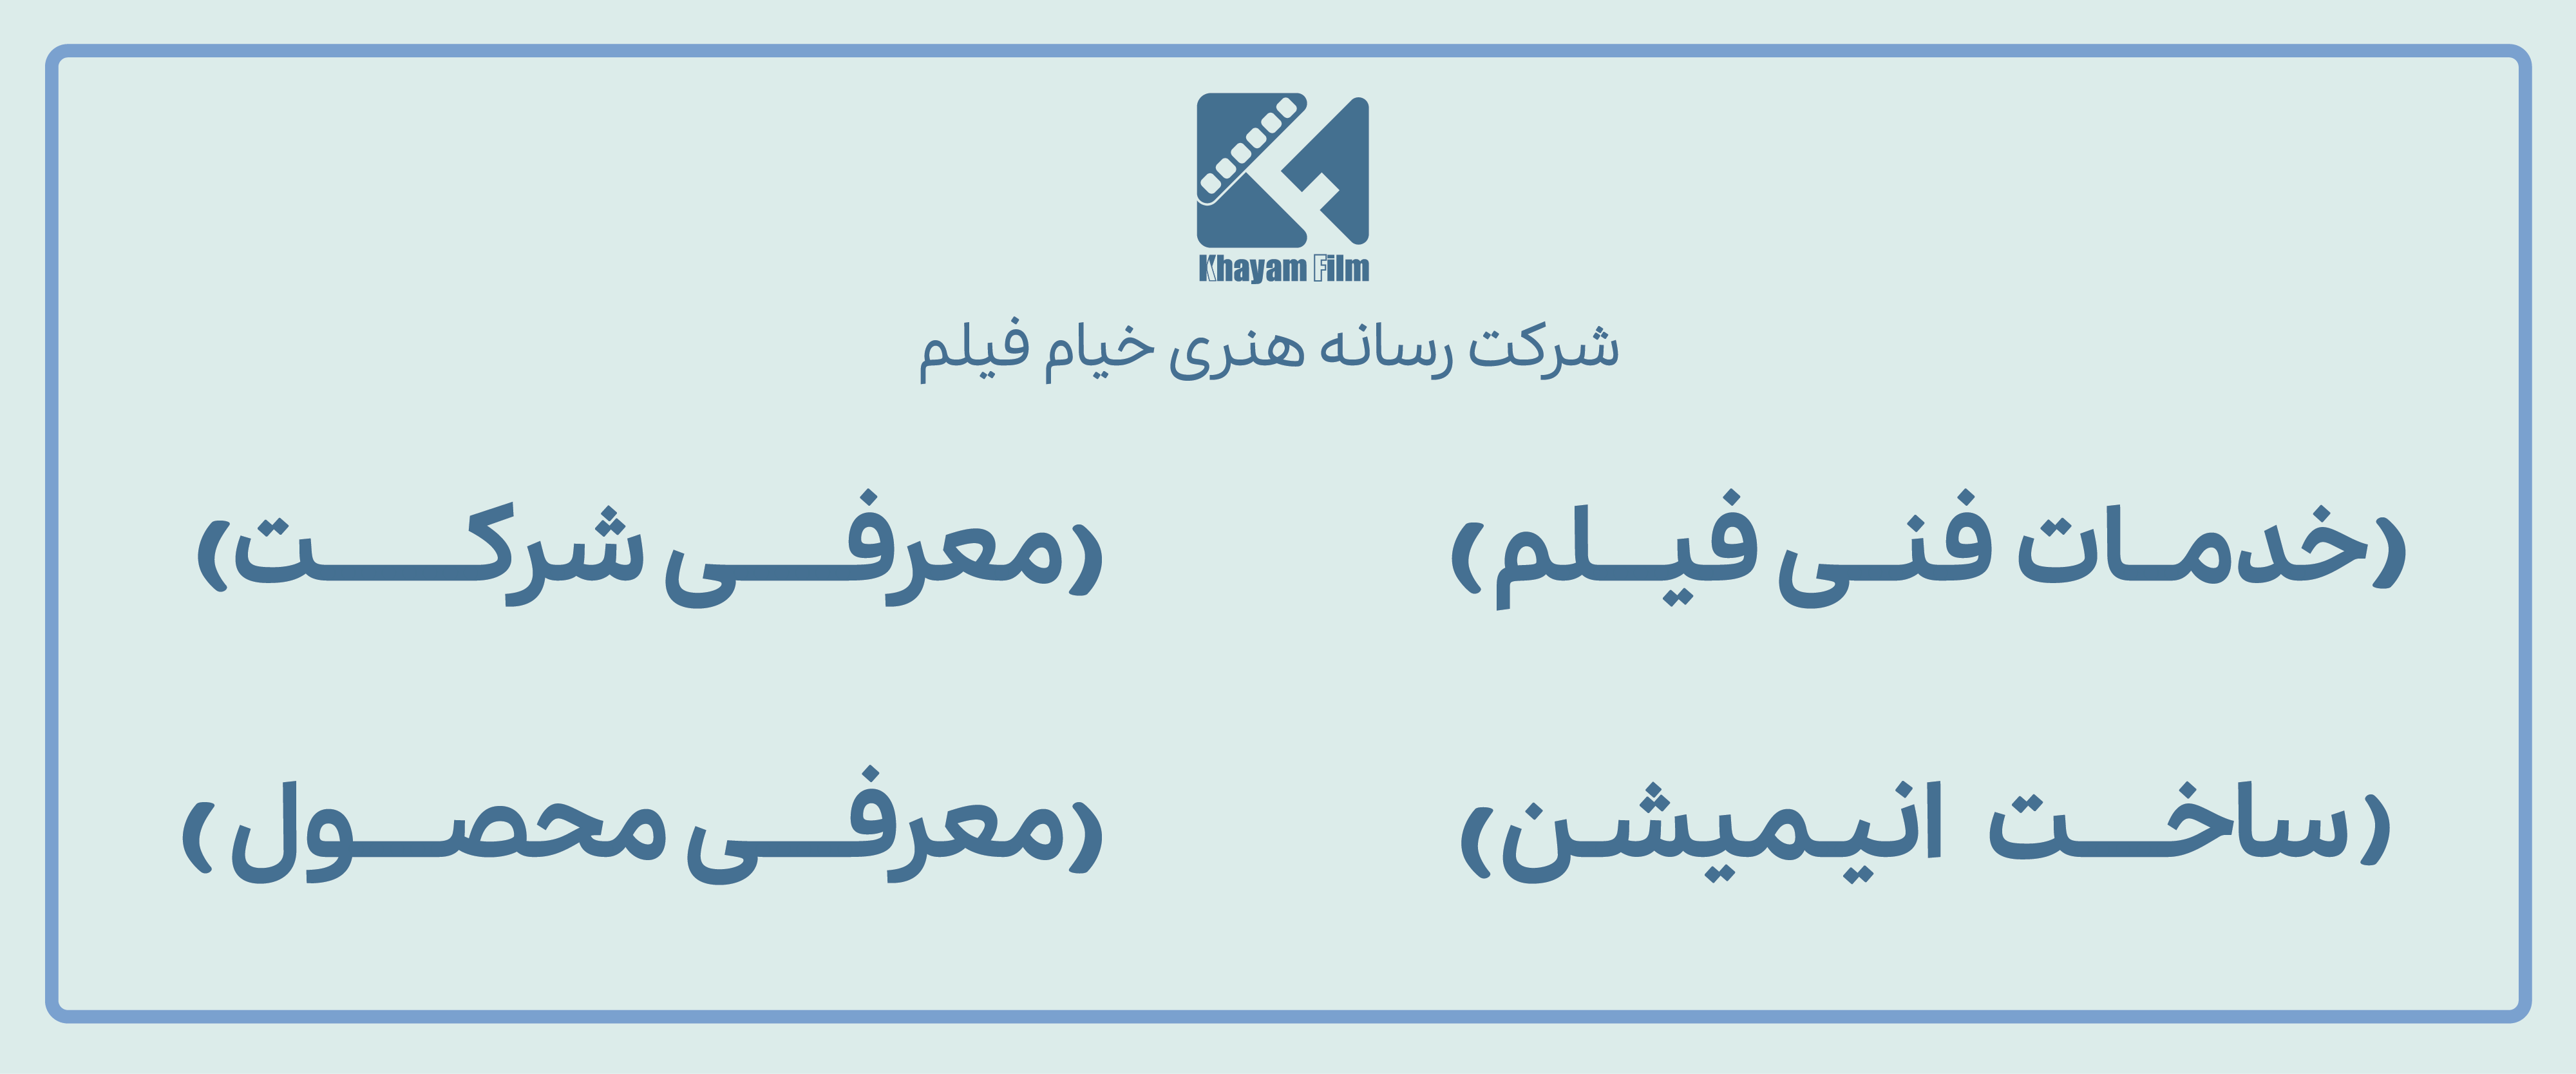 Khayam Film
شرکت رسانه هنری خیام فیلم
(خدمات فنی فیلم)
(معرفی شرکت)
(ساخت انیمیشن)
(معرفی محصول)